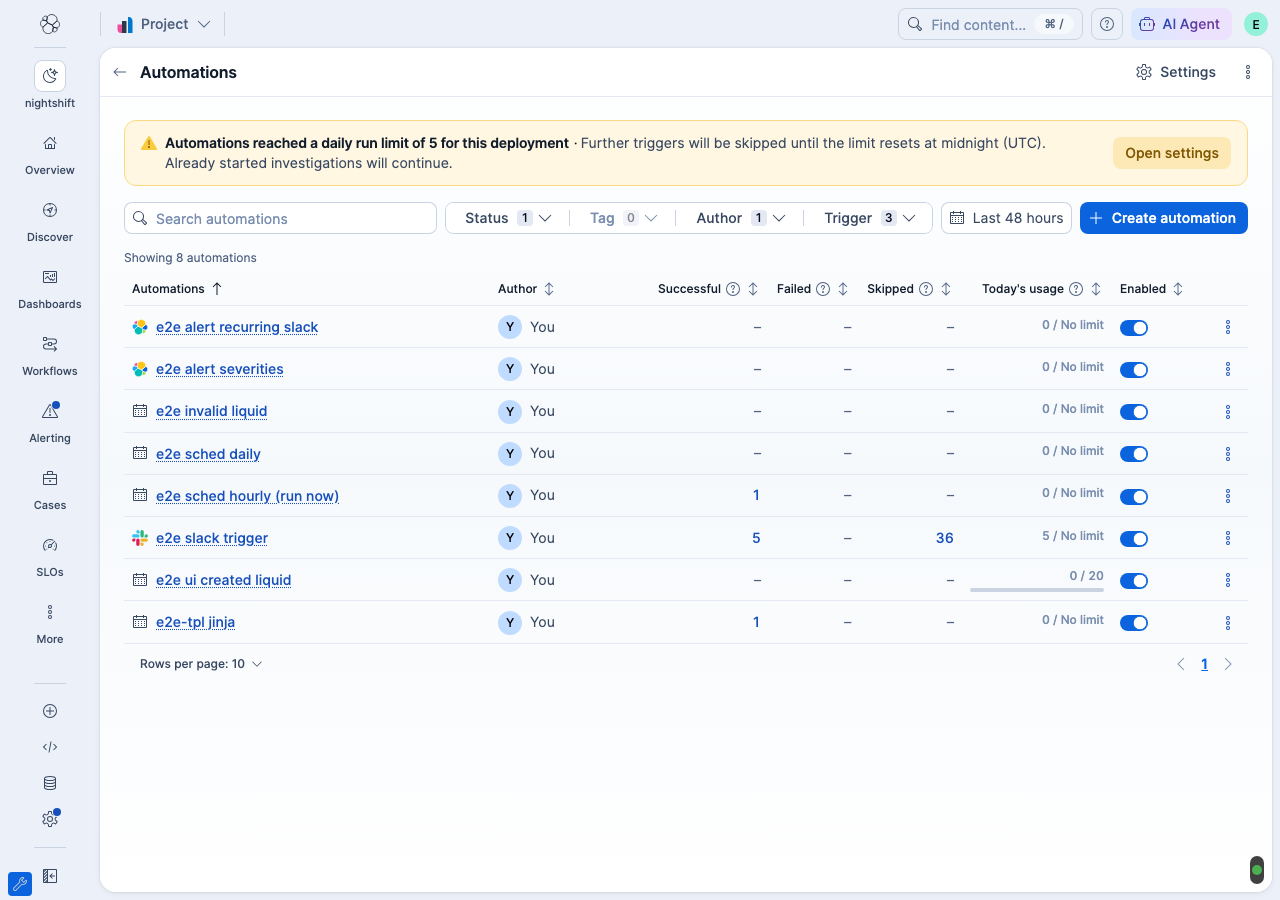 Project
Find content... ⌘ /
AI Agent
E
nightshift
Overview
Discover
Dashboards
Workflows
Alerting
Cases
SLOs
More
Automations
Settings
Automations reached a daily run limit of 5 for this deployment · Further triggers will be skipped until the limit resets at midnight (UTC).
Already started investigations will continue.
Open settings
Search automations
Status 1
Tag 0
Author 1
Trigger 3
Last 48 hours
Create automation
Showing 8 automations
Automations Author Successful Failed Skipped Today's usage Enabled
e2e alert recurring slack Y You – – – 0 / No limit
e2e alert severities Y You – – – 0 / No limit
e2e invalid liquid Y You – – – 0 / No limit
e2e sched daily Y You – – – 0 / No limit
e2e sched hourly (run now) Y You 1 – – 0 / No limit
e2e slack trigger Y You 5 – 36 5 / No limit
e2e ui created liquid Y You – – – 0 / 20
e2e-tpl jinja Y You 1 – – 0 / No limit
Rows per page: 10
1